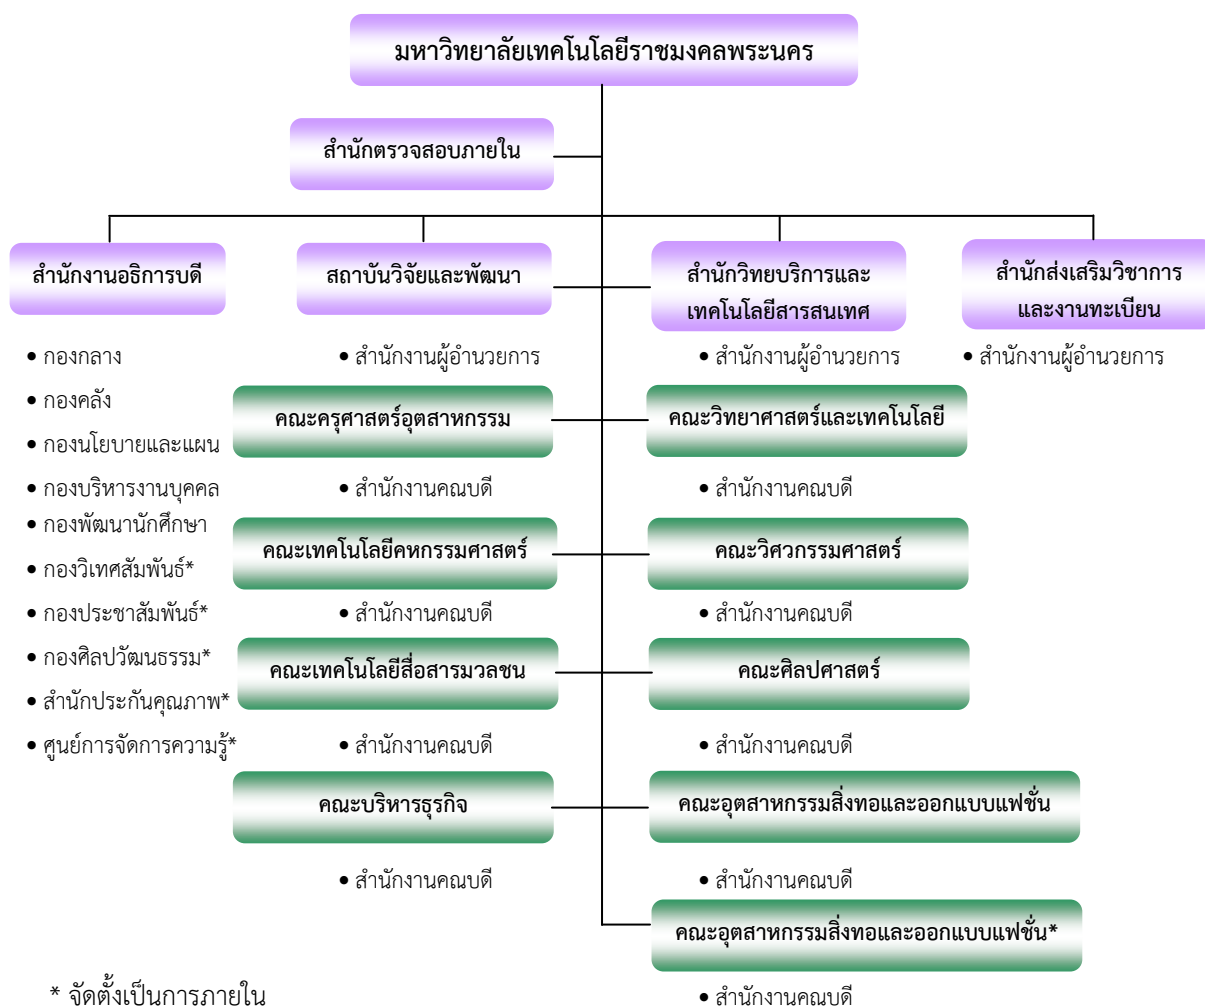 มหาวิทยาลัยเทคโนโลยีราชมงคลพระนคร
สำนักตรวจสอบภายใน
สำนักงานอธิการบดี
• กองกลาง
• กองคลัง
• กองนโยบายและแผน
• กองบริหารงานบุคคล
• กองพัฒนานักศึกษา
• กองวิเทศสัมพันธ์*
• กองประชาสัมพันธ์*
• กองศิลปวัฒนธรรม*
• สำนักประกันคุณภาพ*
• ศูนย์การจัดการความรู้*
สถาบันวิจัยและพัฒนา
• สำนักงานผู้อำนวยการ
สำนักวิทยบริการและ
เทคโนโลยีสารสนเทศ
• สำนักงานผู้อำนวยการ
สำนักส่งเสริมวิชาการ
และงานทะเบียน
• สำนักงานผู้อำนวยการ
คณะครุศาสตร์อุตสาหกรรม
• สำนักงานคณบดี
คณะวิทยาศาสตร์และเทคโนโลยี
• สำนักงานคณบดี
คณะเทคโนโลยีคหกรรมศาสตร์
• สำนักงานคณบดี
คณะวิศวกรรมศาสตร์
• สำนักงานคณบดี
คณะเทคโนโลยีสื่อสารมวลชน
• สำนักงานคณบดี
คณะศิลปศาสตร์
• สำนักงานคณบดี
คณะบริหารธุรกิจ
• สำนักงานคณบดี
คณะอุตสาหกรรมสิ่งทอและออกแบบแฟชั่น
• สำนักงานคณบดี
คณะอุตสาหกรรมสิ่งทอและออกแบบแฟชั่น*
• สำนักงานคณบดี
* จัดตั้งเป็นการภายใน